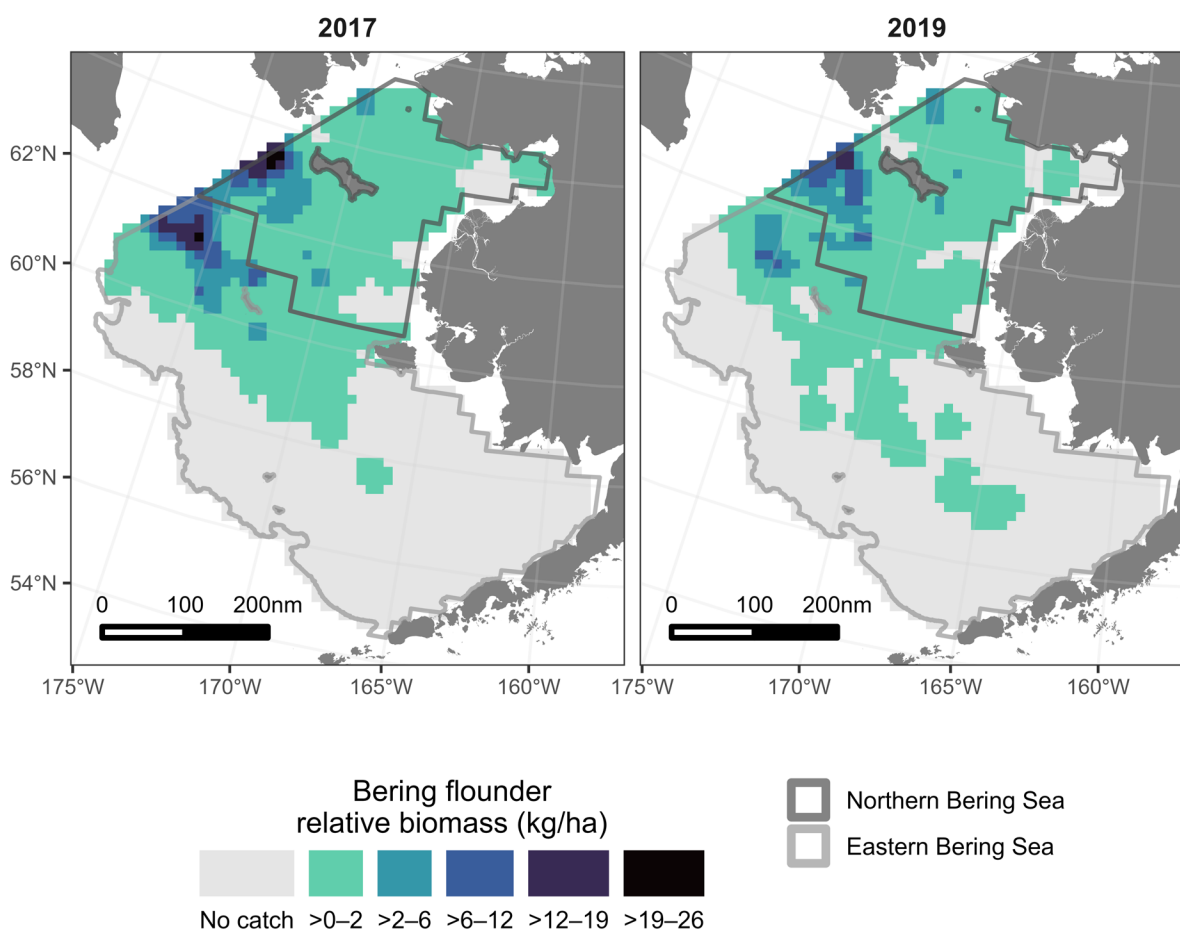 2017
2019
62°N
60°N
58°N
56°N
54°N
0 100 200nm
0 100 200nm
175°W 170°W 165°W 160°W
175°W 170°W 165°W 160°W
Bering flounder
relative biomass (kg/ha)
No catch >0–2 >2–6 >6–12 >12–19 >19–26
Northern Bering Sea
Eastern Bering Sea